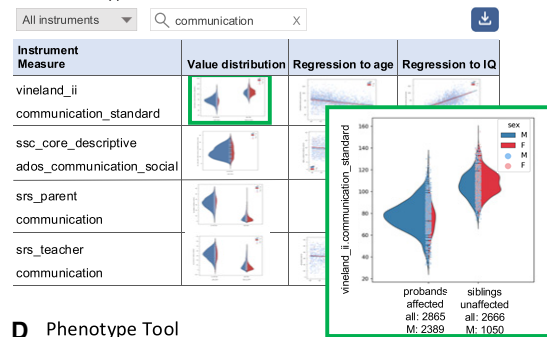 All instruments
communication X
Instrument
Measure
Value distribution Regression to age Regression to IQ
vineland_ii
communication_standard
ssc_core_descriptive
ados_communication_social
srs_parent
communication
srs_teacher
communication
vineland_ii.communication_standard
160
140
120
100
80
60
40
20
sex
M
F
M
F
probands siblings
affected unaffected
all: 2865 all: 2666
M: 2389 M: 1050
D Phenotype Tool